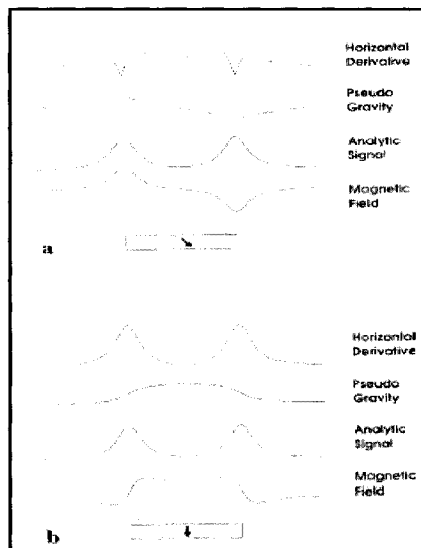 Horizontal
Derivative
Pseudo
Gravity
Analytic
Signal
Magnetic
Field
a
Horizontal
Derivative
Pseudo
Gravity
Analytic
Signal
Magnetic
Field
b